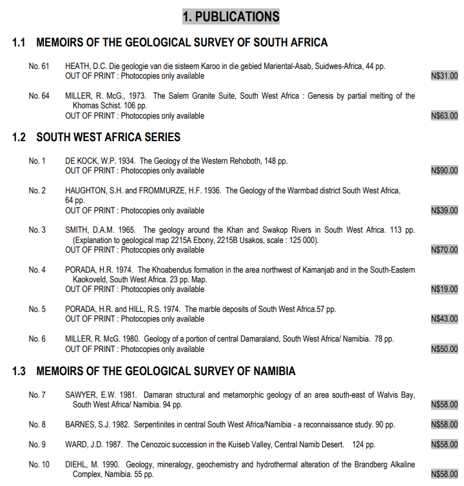 1. PUBLICATIONS
1.1 MEMOIRS OF THE GEOLOGICAL SURVEY OF SOUTH AFRICA
No. 61 HEATH, D.C. Die geologie van die sisteem Karoo in die gebied Mariental-Asab, Suidwes-Africa, 44 pp.
OUT OF PRINT : Photocopies only available N$31.00
No. 64 MILLER, R. McG., 1973. The Salem Granite Suite, South West Africa : Genesis by partial melting of the
Khomas Schist. 106 pp.
OUT OF PRINT : Photocopies only available N$63.00
1.2 SOUTH WEST AFRICA SERIES
No. 1 DE KOCK, W.P. 1934. The Geology of the Western Rehoboth, 148 pp.
OUT OF PRINT : Photocopies only available N$90.00
No. 2 HAUGHTON, S.H. and FROMMURZE, H.F. 1936. The Geology of the Warmbad district South West Africa,
64 pp.
OUT OF PRINT : Photocopies only available N$39.00
No. 3 SMITH, D.A.M. 1965. The geology around the Khan and Swakop Rivers in South West Africa. 113 pp.
(Explanation to geological map 2215A Ebony, 2215B Usakos, scale : 125 000).
OUT OF PRINT : Photocopies only available N$70.00
No. 4 PORADA, H.R. 1974. The Khoabendus formation in the area northwest of Kamanjab and in the South-Eastern
Kaokoveld, South West Africa. 23 pp. Map.
OUT OF PRINT : Photocopies only available N$19.00
No. 5 PORADA, H.R. and HILL, R.S. 1974. The marble deposits of South West Africa.57 pp.
OUT OF PRINT : Photocopies only available N$43.00
No. 6 MILLER, R. McG. 1980. Geology of a portion of central Damaraland, South West Africa/ Namibia. 78 pp.
OUT OF PRINT : Photocopies only available N$50.00
1.3 MEMOIRS OF THE GEOLOGICAL SURVEY OF NAMIBIA
No. 7 SAWYER, E.W. 1981. Damaran structural and metamorphic geology of an area south-east of Walvis Bay,
South West Africa/ Namibia. 94 pp. N$58.00
No. 8 BARNES, S.J. 1982. Serpentinites in central South West Africa/Namibia - a reconnaissance study. 90 pp. N$58.00
No. 9 WARD, J.D. 1987. The Cenozoic succession in the Kuiseb Valley, Central Namib Desert. 124 pp. N$58.00
No. 10 DIEHL, M. 1990. Geology, mineralogy, geochemistry and hydrothermal alteration of the Brandberg Alkaline
Complex, Namibia. 55 pp. N$58.00